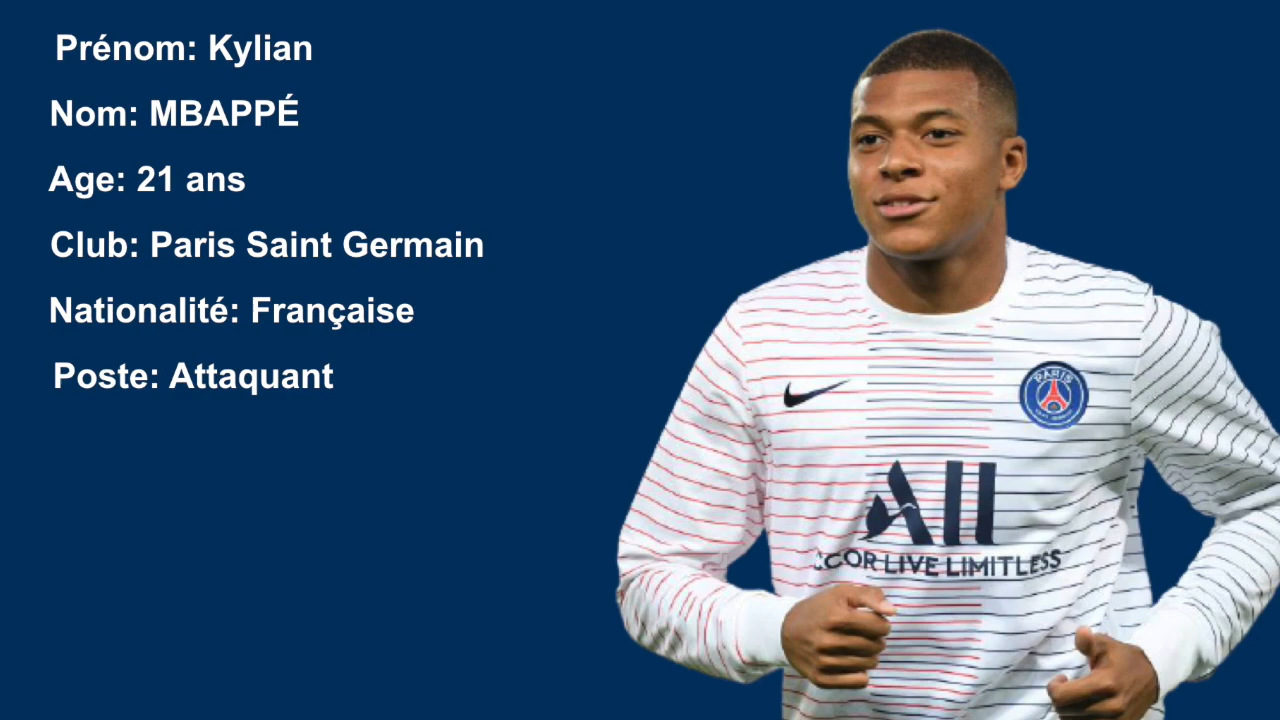 Prénom: Kylian
Nom: MBAPPÉ
Age: 21 ans
Club: Paris Saint Germain
Nationalité: Française
Poste: Attaquant
PARIS
All
LIVE LIMITLESS